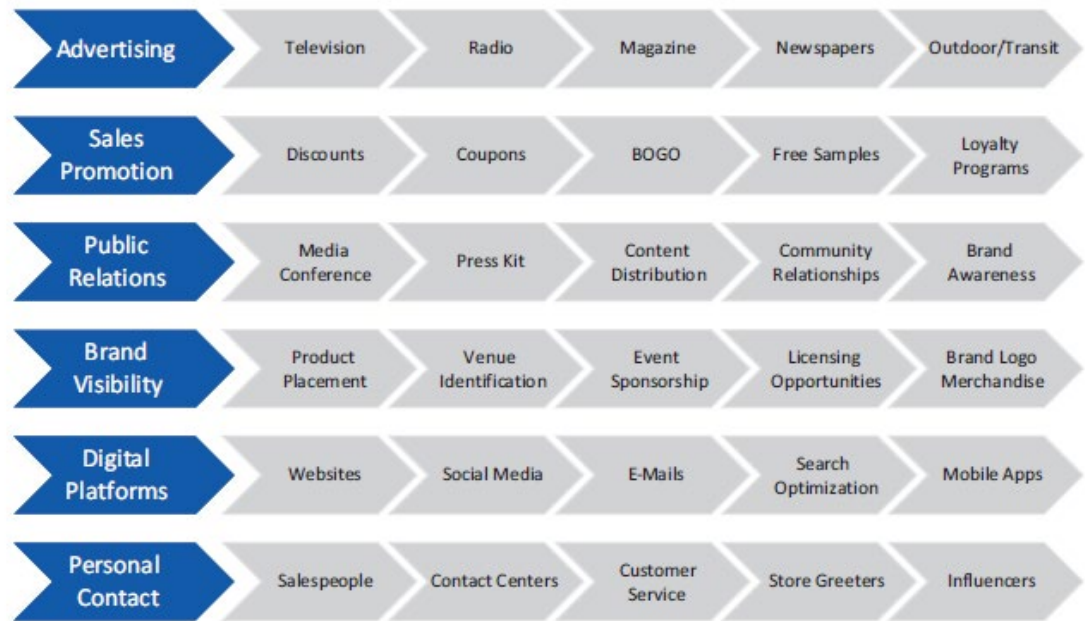 Advertising
Television
Radio
Magazine
Newspapers
Outdoor/Transit
Sales
Promotion
Discounts
Coupons
BOGO
Free Samples
Loyalty
Programs
Public
Relations
Media
Conference
Press Kit
Content
Distribution
Community
Relationships
Brand
Awareness
Brand
Visibility
Product
Placement
Venue
Identification
Event
Sponsorship
Licensing
Opportunities
Brand Logo
Merchandise
Digital
Platforms
Websites
Social Media
E-Mails
Search
Optimization
Mobile Apps
Personal
Contact
Salespeople
Contact Centers
Customer
Service
Store Greeters
Influencers